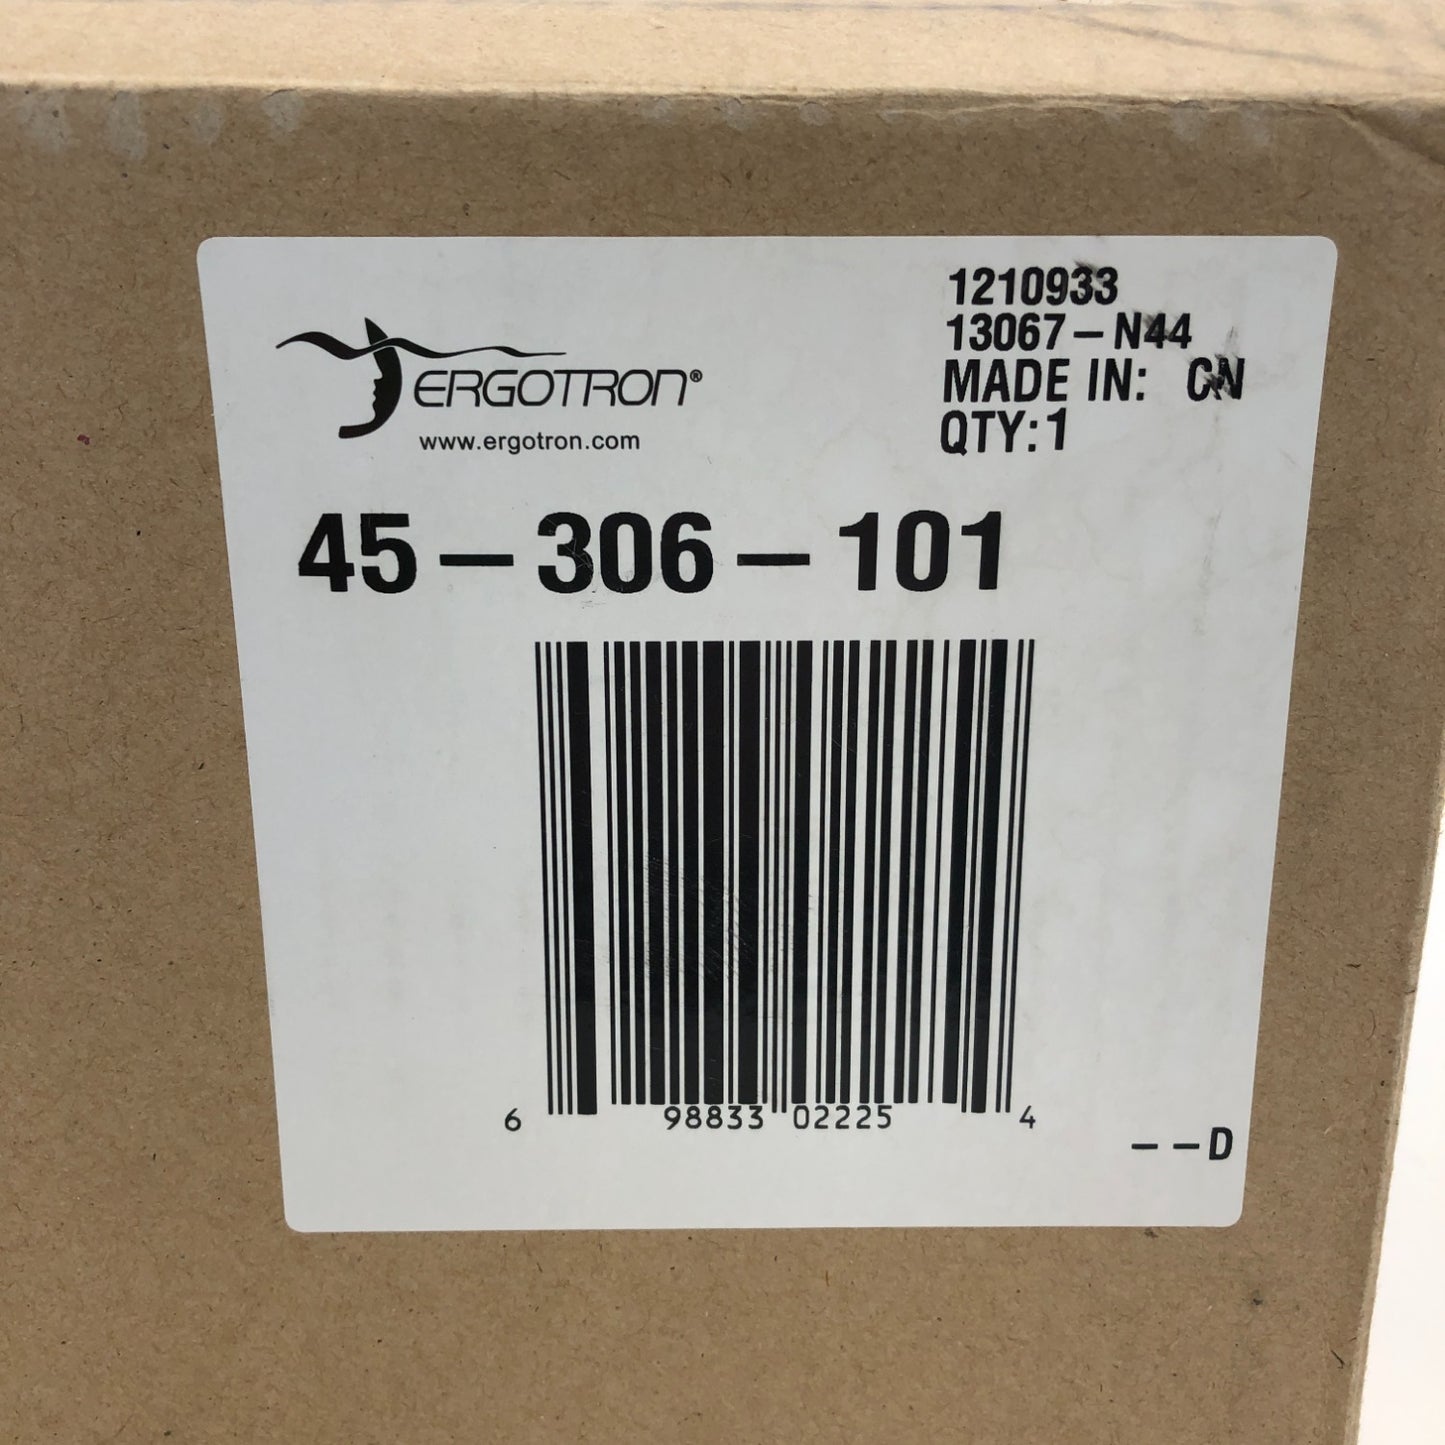 1210933
13067-N44
MADE IN: CN
QTY:1
ERGOTRON®
www.ergotron.com
45-306-101
6 98833 02225 4
--D